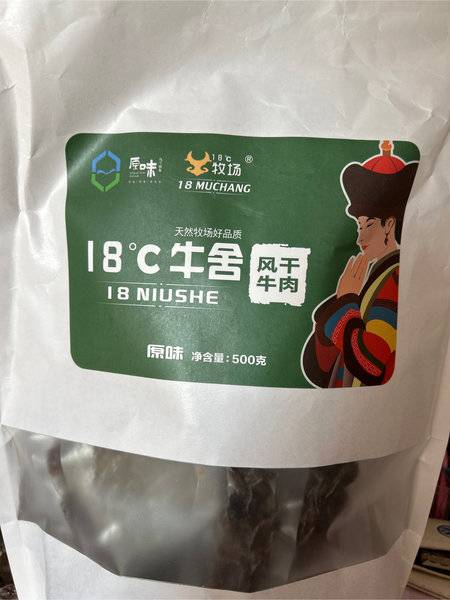 原味
18℃
牧场®
18 MUCHANG
天然牧场好品质
18℃牛舍
风干
牛肉
18 NIUSHE
原味 净含量:500克